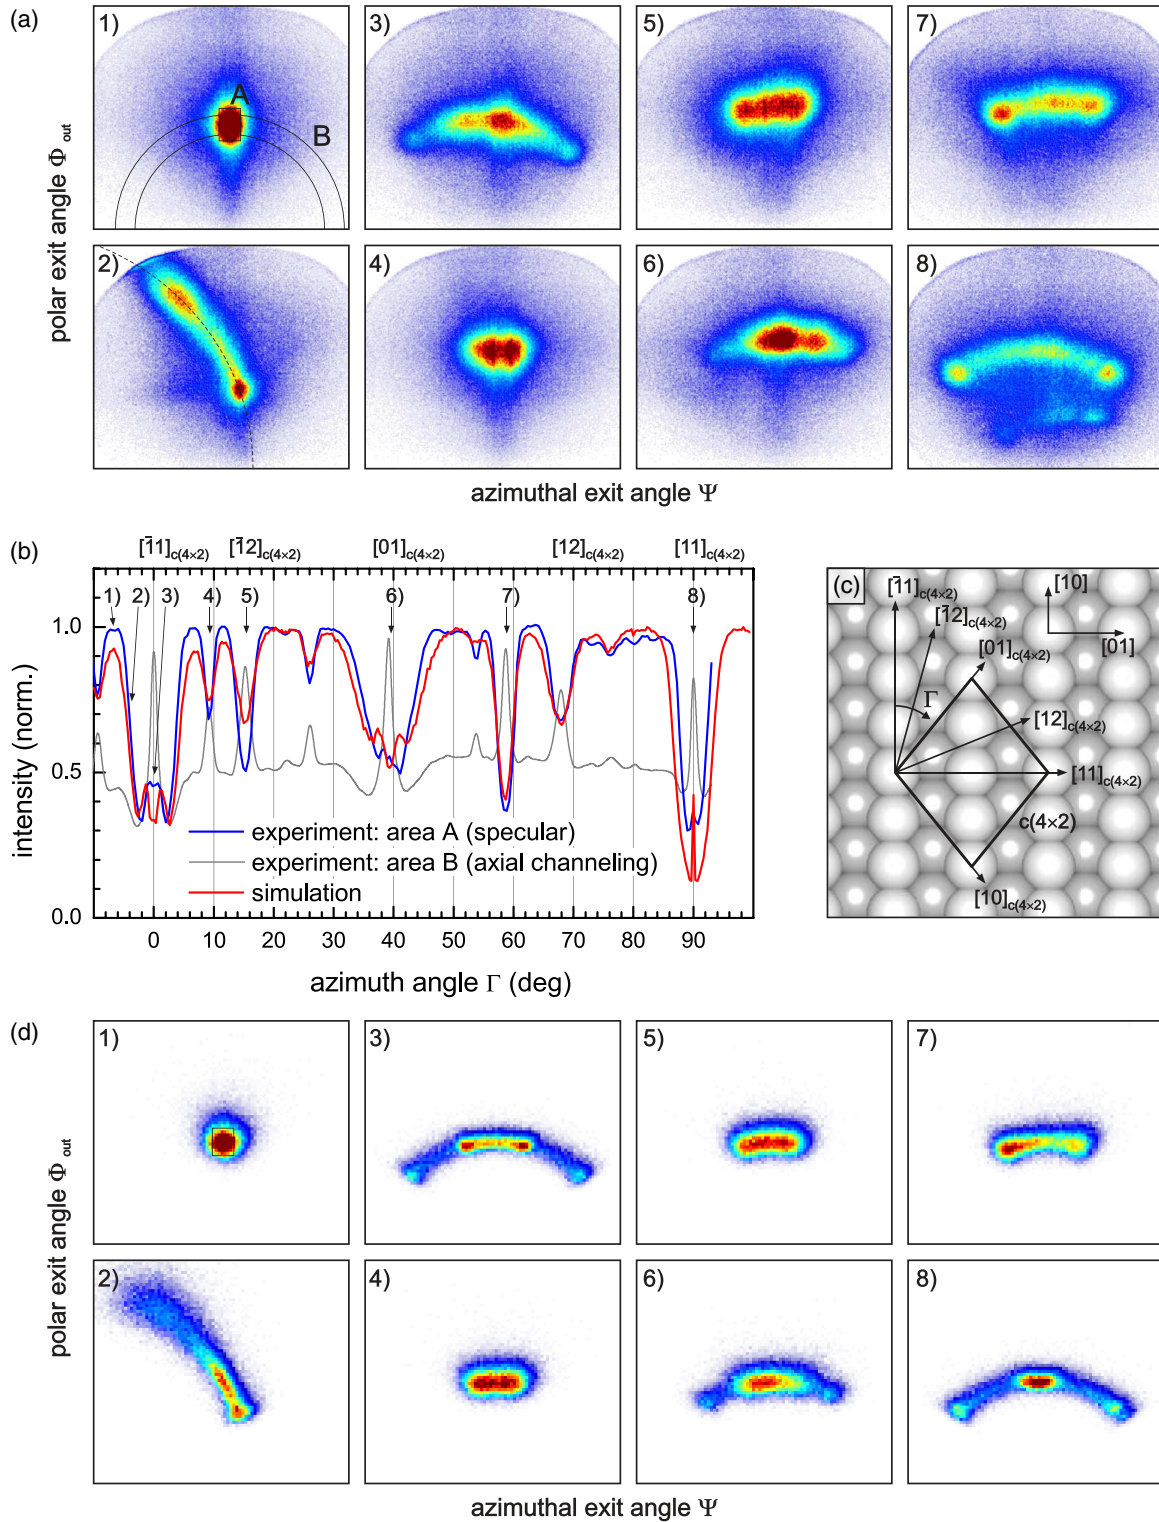 (a)
1) 3) 5) 7)
A
B
2) 4) 6) 8)
polar exit angle Φout
azimuthal exit angle Ψ
(b)
[1̄11]c(4×2) [1̄12]c(4×2) [01]c(4×2) [12]c(4×2) [11]c(4×2)
1) 2) 3) 4) 5) 6) 7) 8)
1.0
0.5
0.0
intensity (norm.)
experiment: area A (specular)
experiment: area B (axial channeling)
simulation
0 10 20 30 40 50 60 70 80 90
azimuth angle Γ (deg)
(c)
[1̄11]c(4×2)
[1̄12]c(4×2)
[10]
[01]
[01]c(4×2)
Γ
[12]c(4×2)
[11]c(4×2)
c(4×2)
[10]c(4×2)
(d)
1) 3) 5) 7)
2) 4) 6) 8)
polar exit angle Φout
azimuthal exit angle Ψ